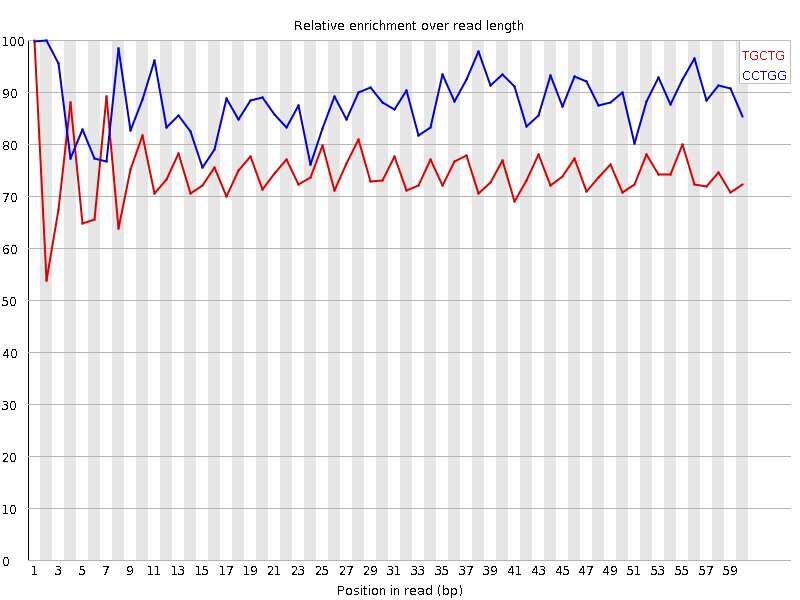 Relative enrichment over read length
100
TGCTG
CCTGG
90
80
70
60
50
40
30
20
10
0
1 3 5 7 9 11 13 15 17 19 21 23 25 27 29 31 33 35 37 39 41 43 45 47 49 51 53 55 57 59
Position in read (bp)